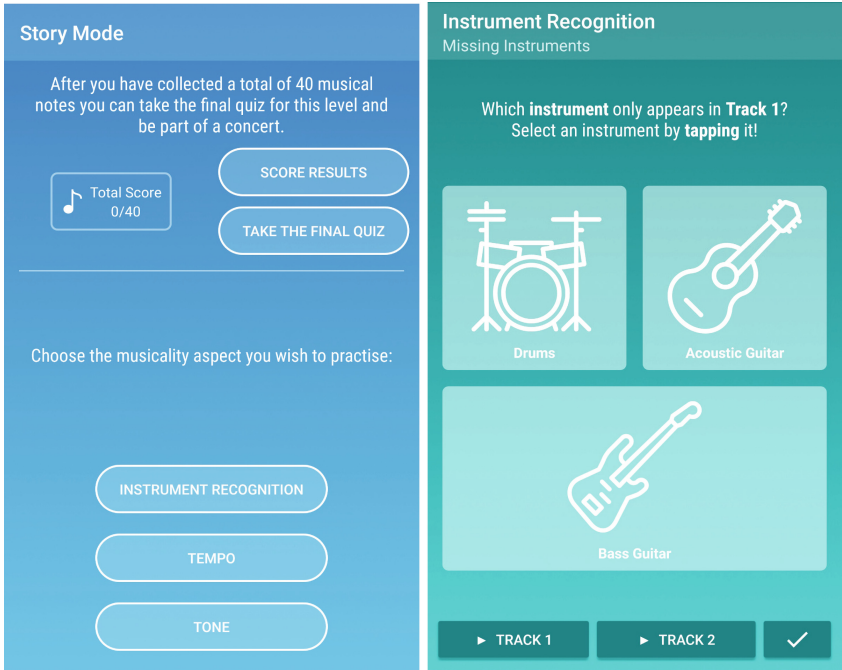 Story Mode
After you have collected a total of 40 musical
notes you can take the final quiz for this level and
be part of a concert.
Total Score
0/40
SCORE RESULTS
TAKE THE FINAL QUIZ
Choose the musicality aspect you wish to practise:
INSTRUMENT RECOGNITION
TEMPO
TONE
Instrument Recognition
Missing Instruments
Which instrument only appears in Track 1?
Select an instrument by tapping it!
Drums
Acoustic Guitar
Bass Guitar
TRACK 1
TRACK 2